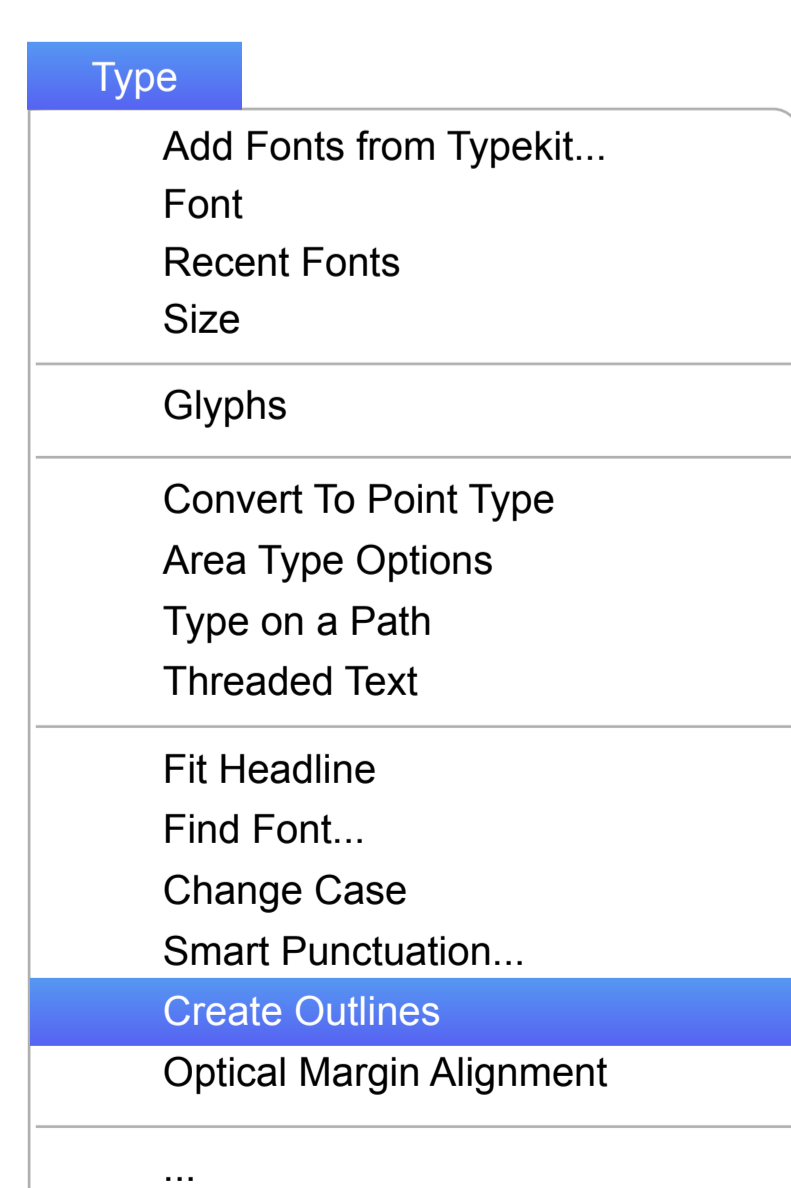 Type
Add Fonts from Typekit...
Font
Recent Fonts
Size
Glyphs
Convert To Point Type
Area Type Options
Type on a Path
Threaded Text
Fit Headline
Find Font...
Change Case
Smart Punctuation...
Create Outlines
Optical Margin Alignment
...